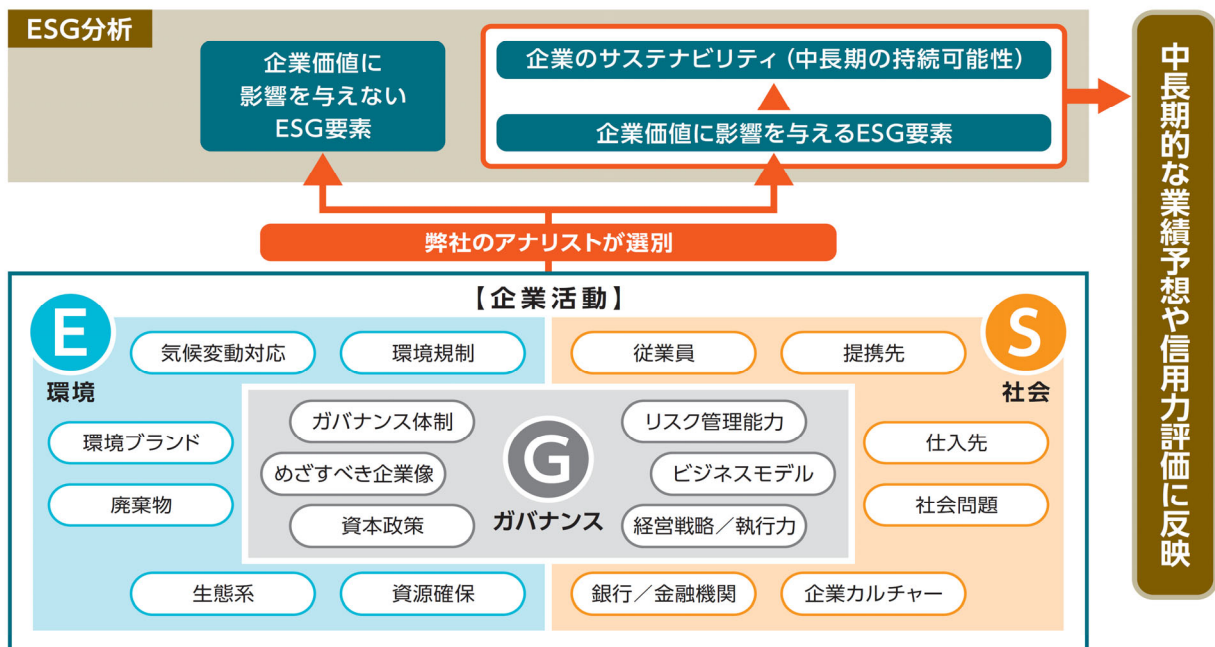 ESG分析
企業価値に
影響を与えない
ESG要素
企業のサステナビリティ（中長期の持続可能性）
企業価値に影響を与えるESG要素
中長期的な業績予想や信用力評価に反映
弊社のアナリストが選別
【企業活動】
E
環境
気候変動対応
環境規制
環境ブランド
廃棄物
生態系
資源確保
G
ガバナンス
ガバナンス体制
めざすべき企業像
資本政策
リスク管理能力
ビジネスモデル
経営戦略／執行力
S
社会
従業員
提携先
仕入先
社会問題
銀行／金融機関
企業カルチャー